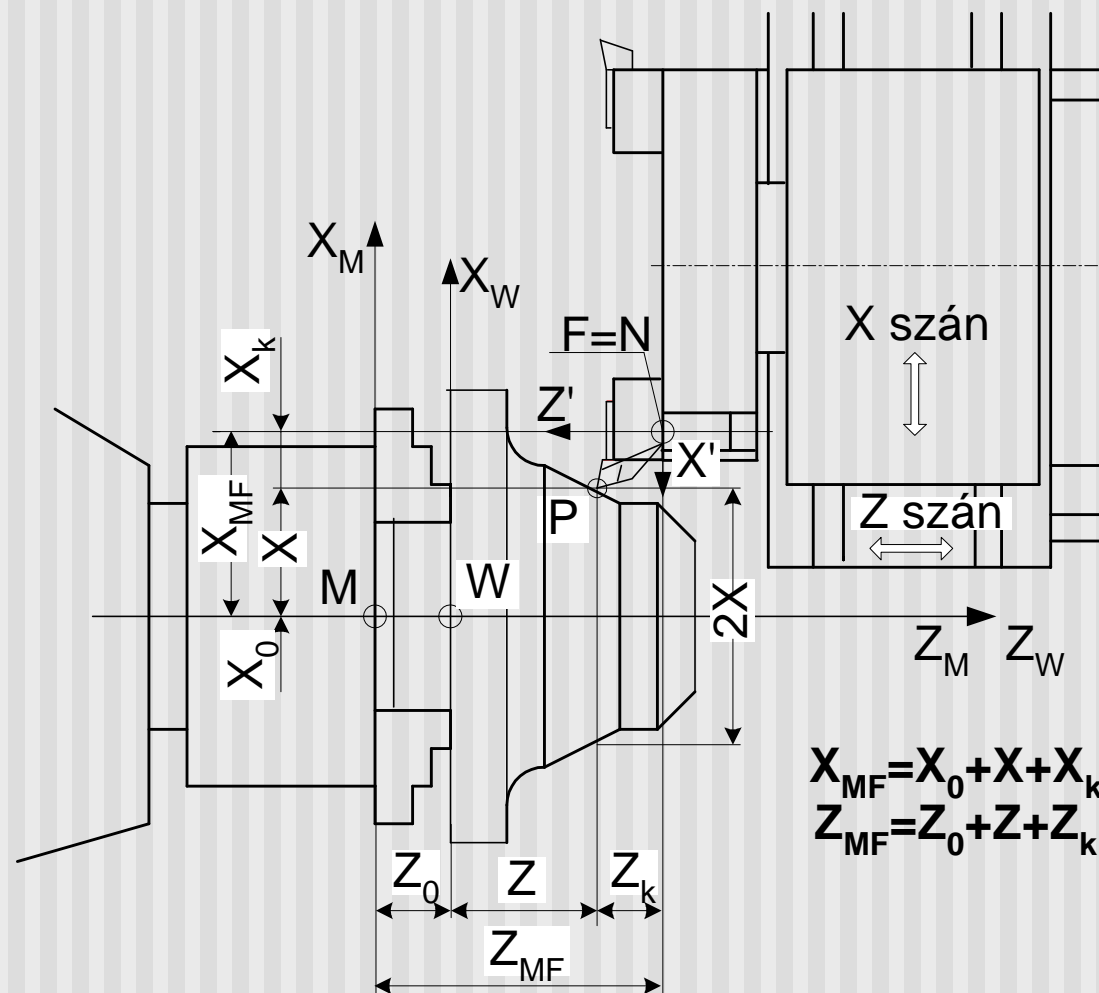 X_M
X_W
X szán
F=N
X_k
Z'
X'
Z szán
P
X_MF
X
M
W
2X
X_0
Z_M Z_W
X_MF=X_0+X+X_k
Z_MF=Z_0+Z+Z_k
Z_0
Z
Z_k
Z_MF